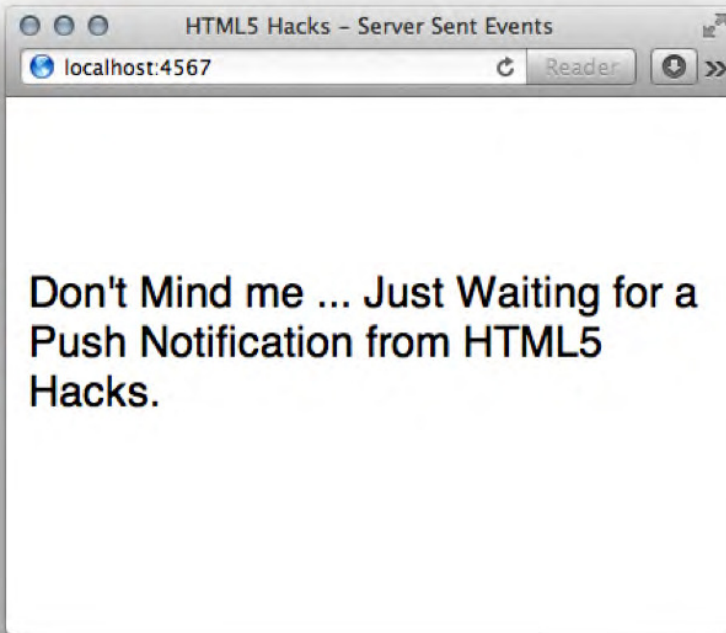 HTML5 Hacks – Server Sent Events
localhost:4567 Reader »
Don't Mind me ... Just Waiting for a
Push Notification from HTML5
Hacks.